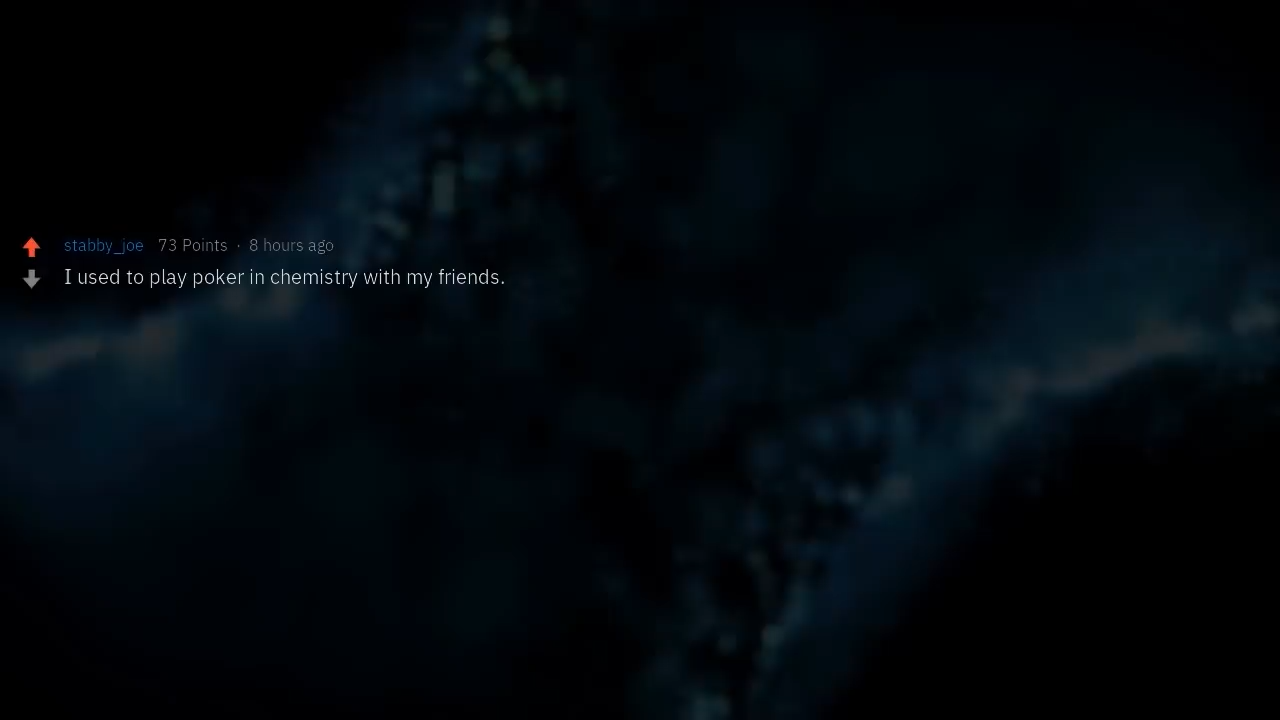 stabby_joe 73 Points · 8 hours ago
I used to play poker in chemistry with my friends.